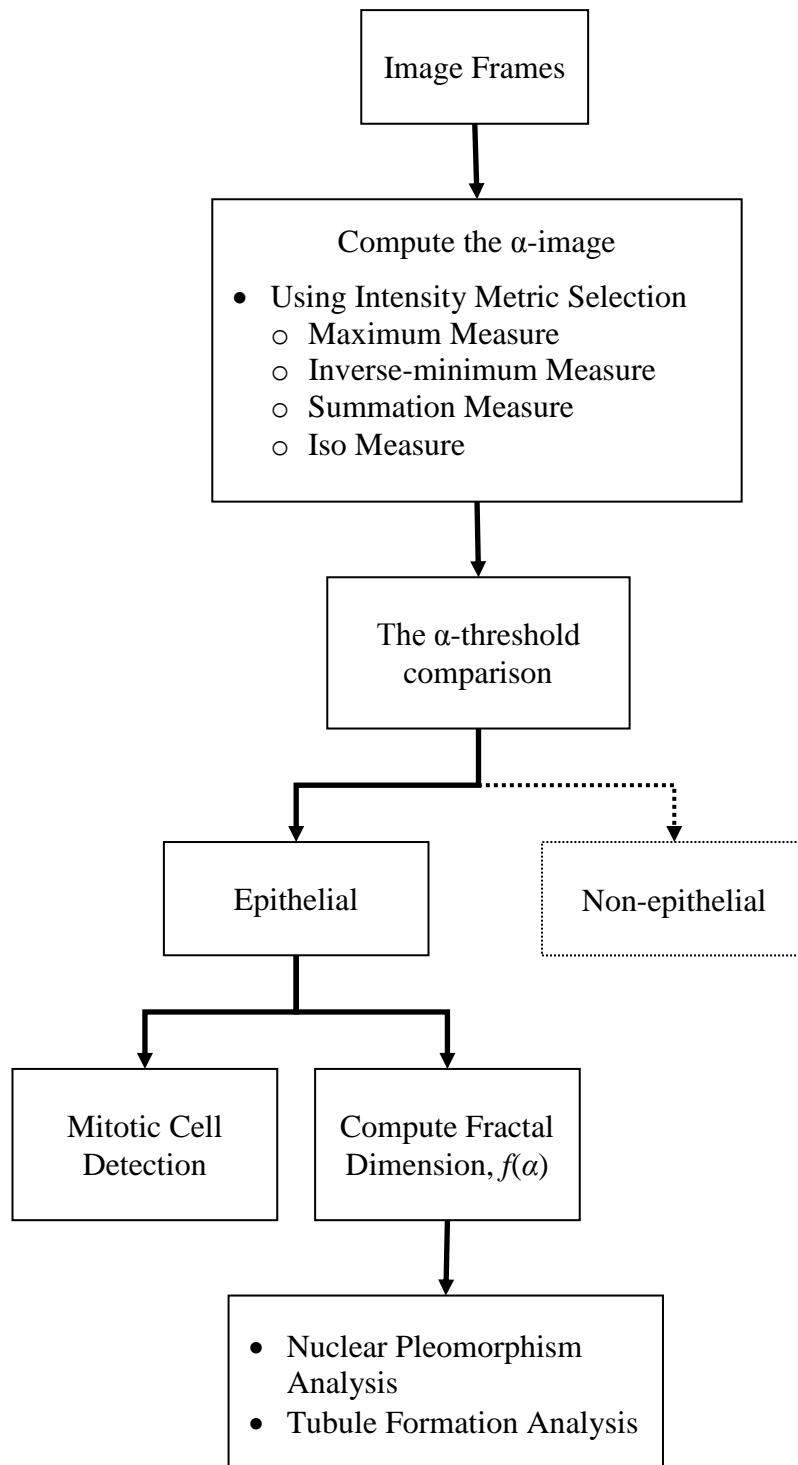 Image Frames
Compute the α-image
• Using Intensity Metric Selection
o Maximum Measure
o Inverse-minimum Measure
o Summation Measure
o Iso Measure
The α-threshold
comparison
Epithelial
Non-epithelial
Mitotic Cell
Detection
Compute Fractal
Dimension, f(α)
• Nuclear Pleomorphism
Analysis
• Tubule Formation Analysis